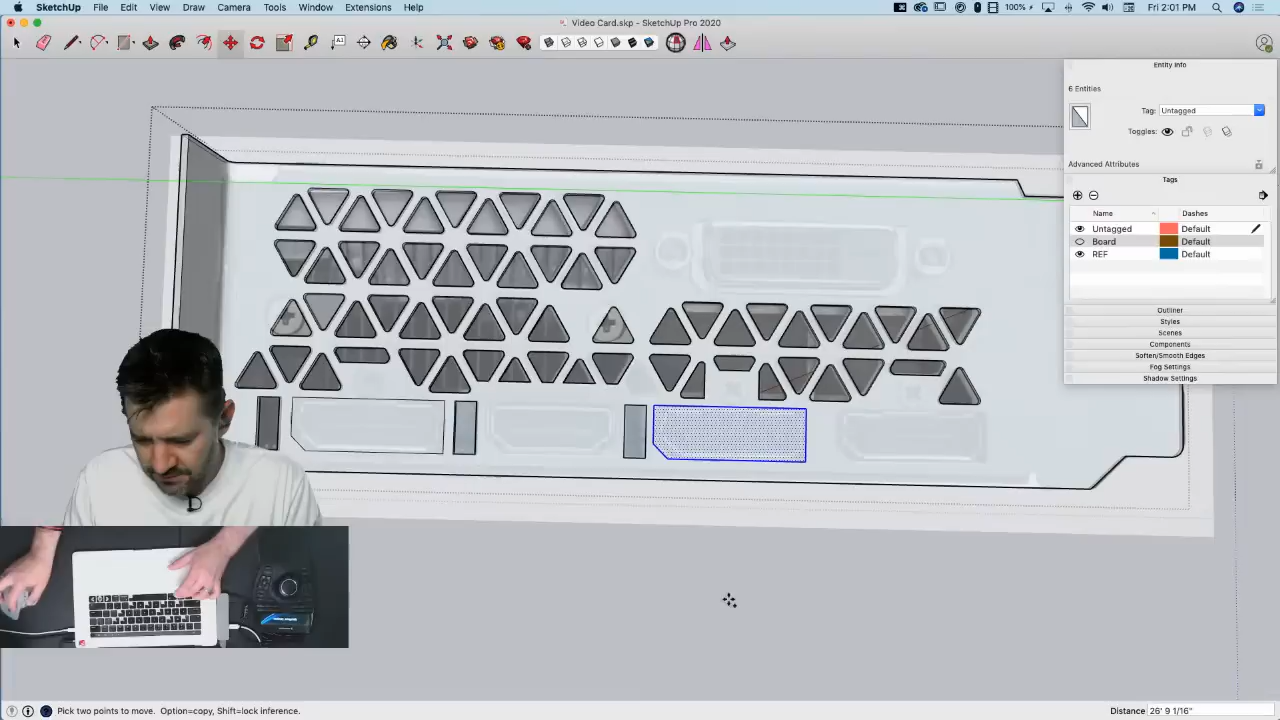 SketchUp File Edit View Draw Camera Tools Window Extensions Help 100% Fri 2:01 PM
Video Card.skp - SketchUp Pro 2020
Entity Info
6 Entities
Tag: Untagged
Toggles:
Advanced Attributes
Tags
Name Dashes
Untagged Default
Board Default
REF Default
Outliner
Styles
Scenes
Components
Soften/Smooth Edges
Fog Settings
Shadow Settings
Pick two points to move. Option=copy, Shift=lock inference. Distance 26' 9 1/16"